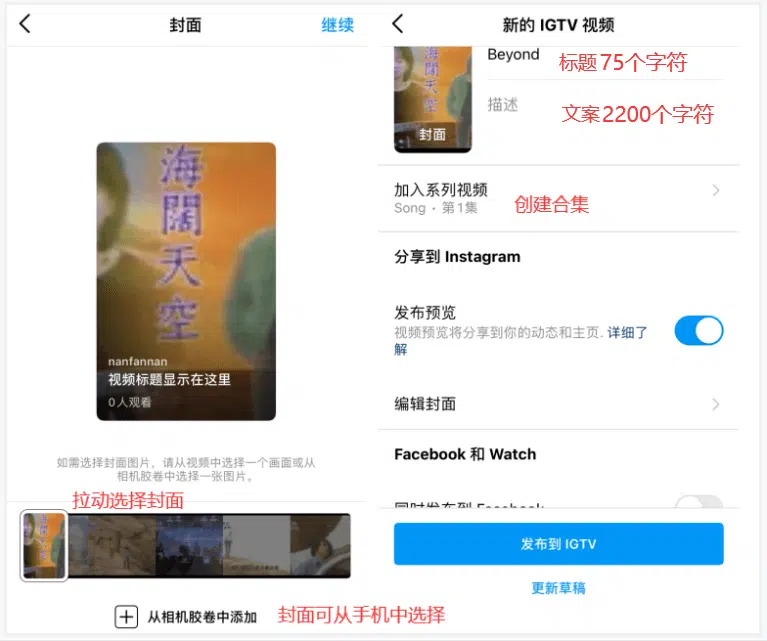 封面
继续
海
闊
天
空
nanfannan
视频标题显示在这里
0人观看
如需选择封面图片，请从视频中选择一个画面或从
相机胶卷中选择一张图片。
拉动选择封面
海
闊
天
空
从相机胶卷中添加
封面可从手机中选择
新的 IGTV 视频
海
闊
天
空
封面
Beyond
标题75个字符
描述
文案2200个字符
加入系列视频
Song · 第1集
创建合集
分享到 Instagram
发布预览
视频预览将分享到你的动态和主页. 详细了
解
编辑封面
Facebook 和 Watch
同时发布到 Facebook
发布到 IGTV
更新草稿